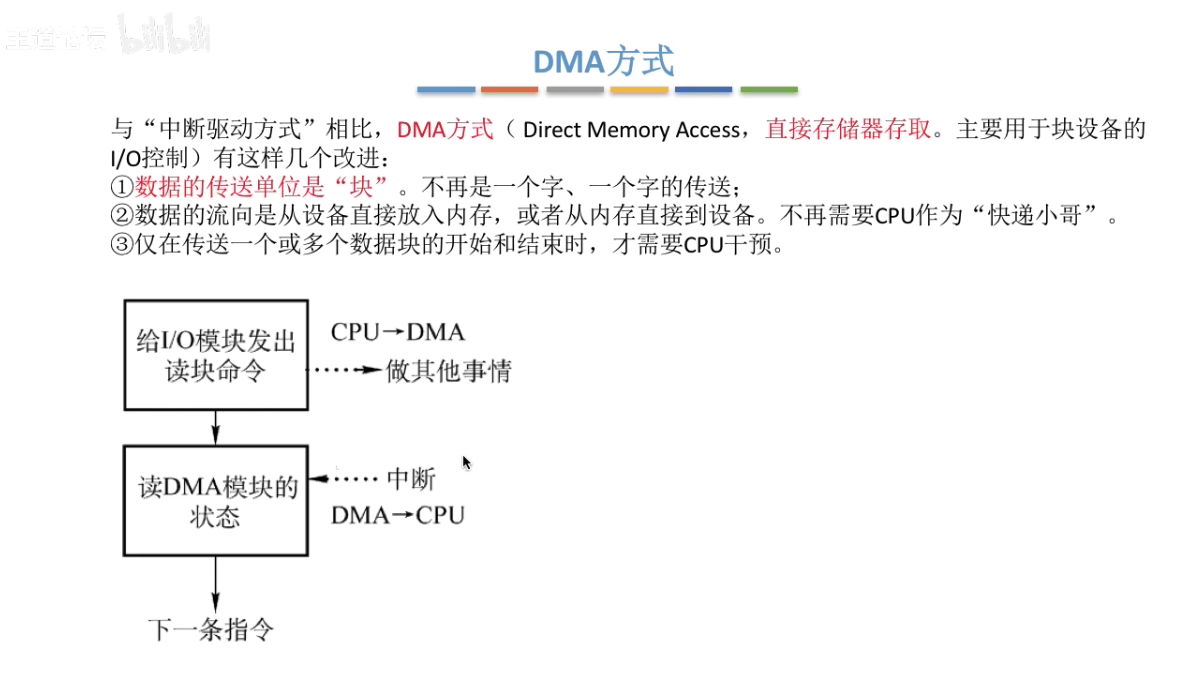 王道论坛 bilibili
DMA方式
与“中断驱动方式”相比，DMA方式（ Direct Memory Access，直接存储器存取。主要用于块设备的
I/O控制）有这样几个改进：
①数据的传送单位是“块”。不再是一个字、一个字的传送；
②数据的流向是从设备直接放入内存，或者从内存直接到设备。不再需要CPU作为“快递小哥”。
③仅在传送一个或多个数据块的开始和结束时，才需要CPU干预。
给I/O模块发出
读块命令
CPU→DMA
做其他事情
读DMA模块的
状态
中断
DMA→CPU
下一条指令